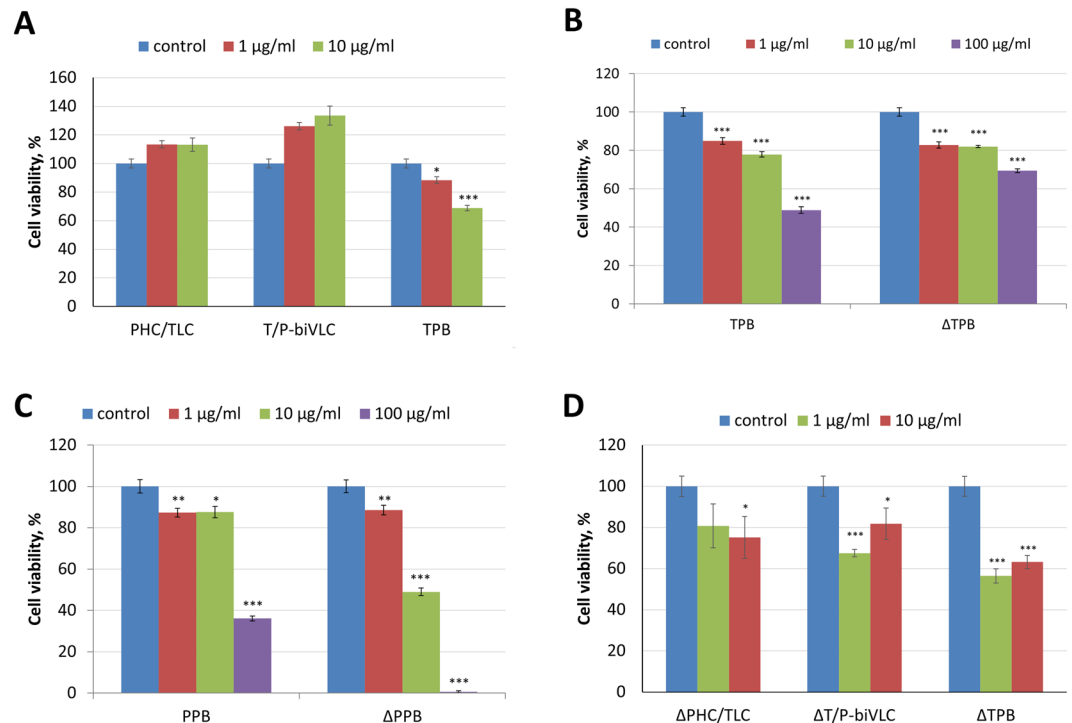 A
control 1 µg/ml 10 µg/ml
Cell viability, %
160
140
120
100
80
60
40
20
0
* ***
PHC/TLC T/P-biVLC TPB
B
control 1 µg/ml 10 µg/ml 100 µg/ml
Cell viability, %
120
100
80
60
40
20
0
*** *** *** *** *** ***
TPB ΔTPB
C
control 1 µg/ml 10 µg/ml 100 µg/ml
Cell viability, %
120
100
80
60
40
20
0
** * *** ** *** ***
PPB ΔPPB
D
control 1 µg/ml 10 µg/ml
Cell viability, %
120
100
80
60
40
20
0
* *** * *** ***
ΔPHC/TLC ΔT/P-biVLC ΔTPB